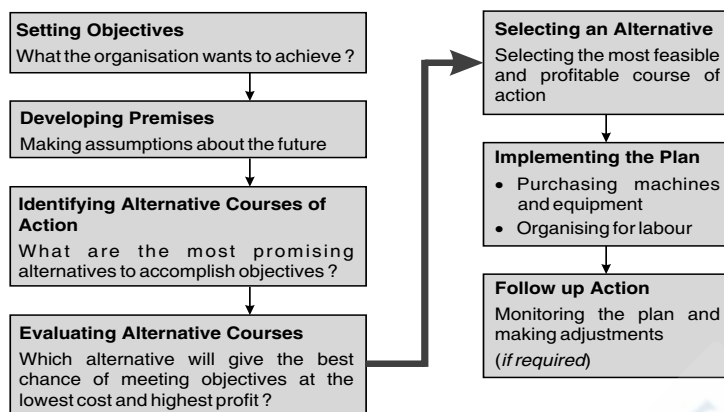 Setting Objectives
What the organisation wants to achieve ?
Developing Premises
Making assumptions about the future
Identifying Alternative Courses of
Action
What are the most promising
alternatives to accomplish objectives ?
Evaluating Alternative Courses
Which alternative will give the best
chance of meeting objectives at the
lowest cost and highest profit ?
Selecting an Alternative
Selecting the most feasible
and profitable course of
action
Implementing the Plan
• Purchasing machines
and equipment
• Organising for labour
Follow up Action
Monitoring the plan and
making adjustments
(if required)